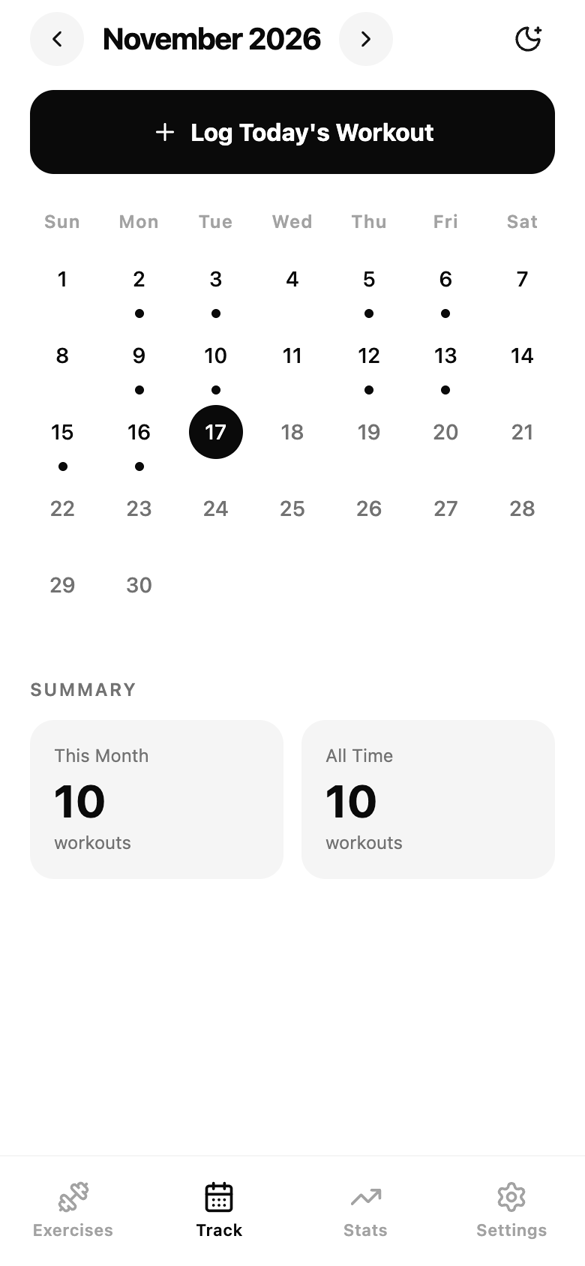 November 2026
Log Today's Workout
Sun Mon Tue Wed Thu Fri Sat
1 2 3 4 5 6 7
8 9 10 11 12 13 14
15 16 17 18 19 20 21
22 23 24 25 26 27 28
29 30
SUMMARY
This Month
10
workouts
All Time
10
workouts
Exercises Track Stats Settings